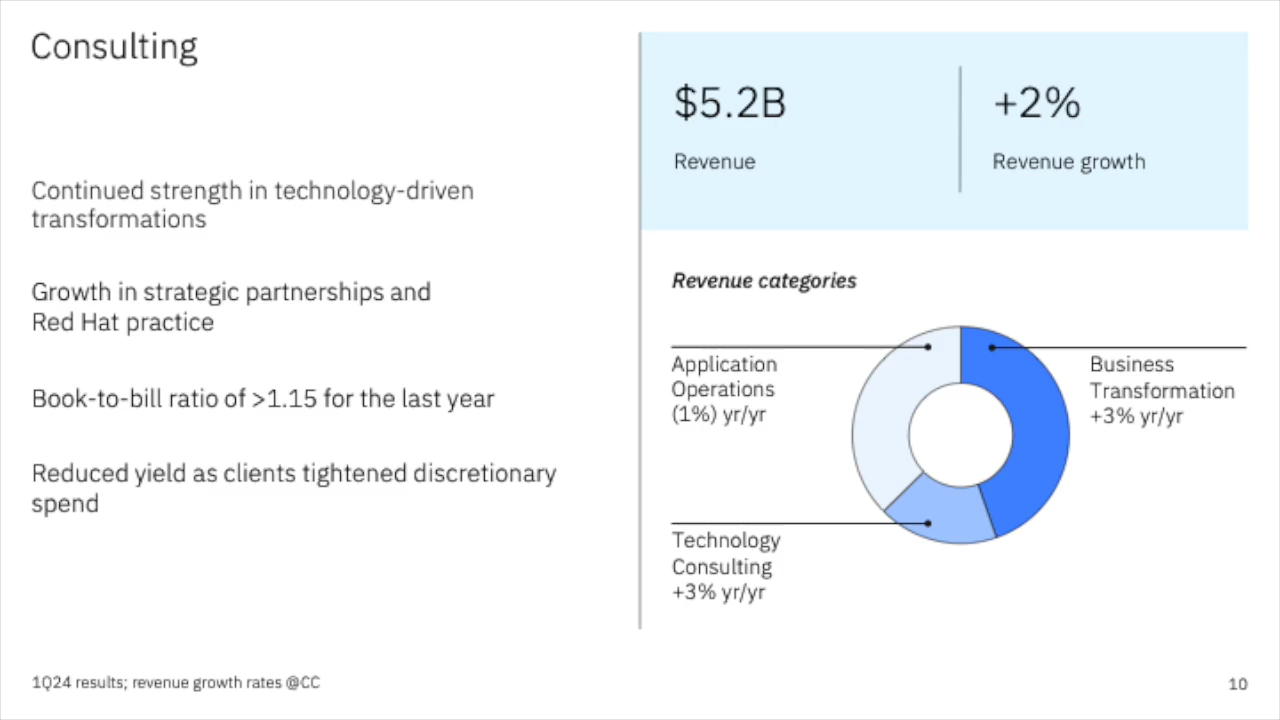 Consulting
Continued strength in technology-driven
transformations
Growth in strategic partnerships and
Red Hat practice
Book-to-bill ratio of >1.15 for the last year
Reduced yield as clients tightened discretionary
spend
$5.2B
Revenue
+2%
Revenue growth
Revenue categories
Application
Operations
(1%) yr/yr
Business
Transformation
+3% yr/yr
Technology
Consulting
+3% yr/yr
1Q24 results; revenue growth rates @CC
10